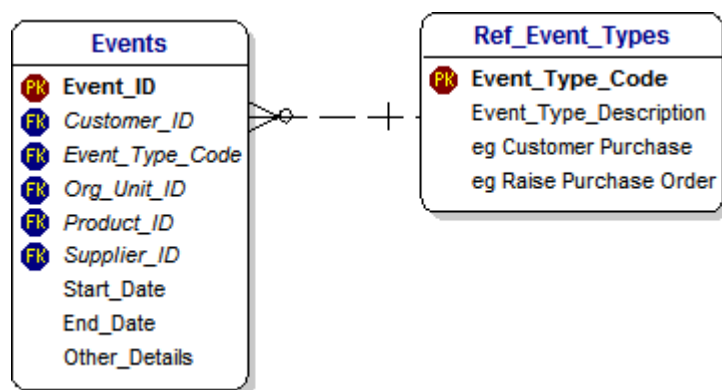 Events
PK Event_ID
FK Customer_ID
FK Event_Type_Code
FK Org_Unit_ID
FK Product_ID
FK Supplier_ID
Start_Date
End_Date
Other_Details
Ref_Event_Types
PK Event_Type_Code
Event_Type_Description
eg Customer Purchase
eg Raise Purchase Order